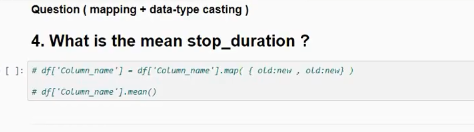 Question ( mapping + data-type casting )
4. What is the mean stop_duration ?
[ ]: # df['Column_name'] = df['Column_name'].map( { old:new , old:new} )
# df['Column_name'].mean()